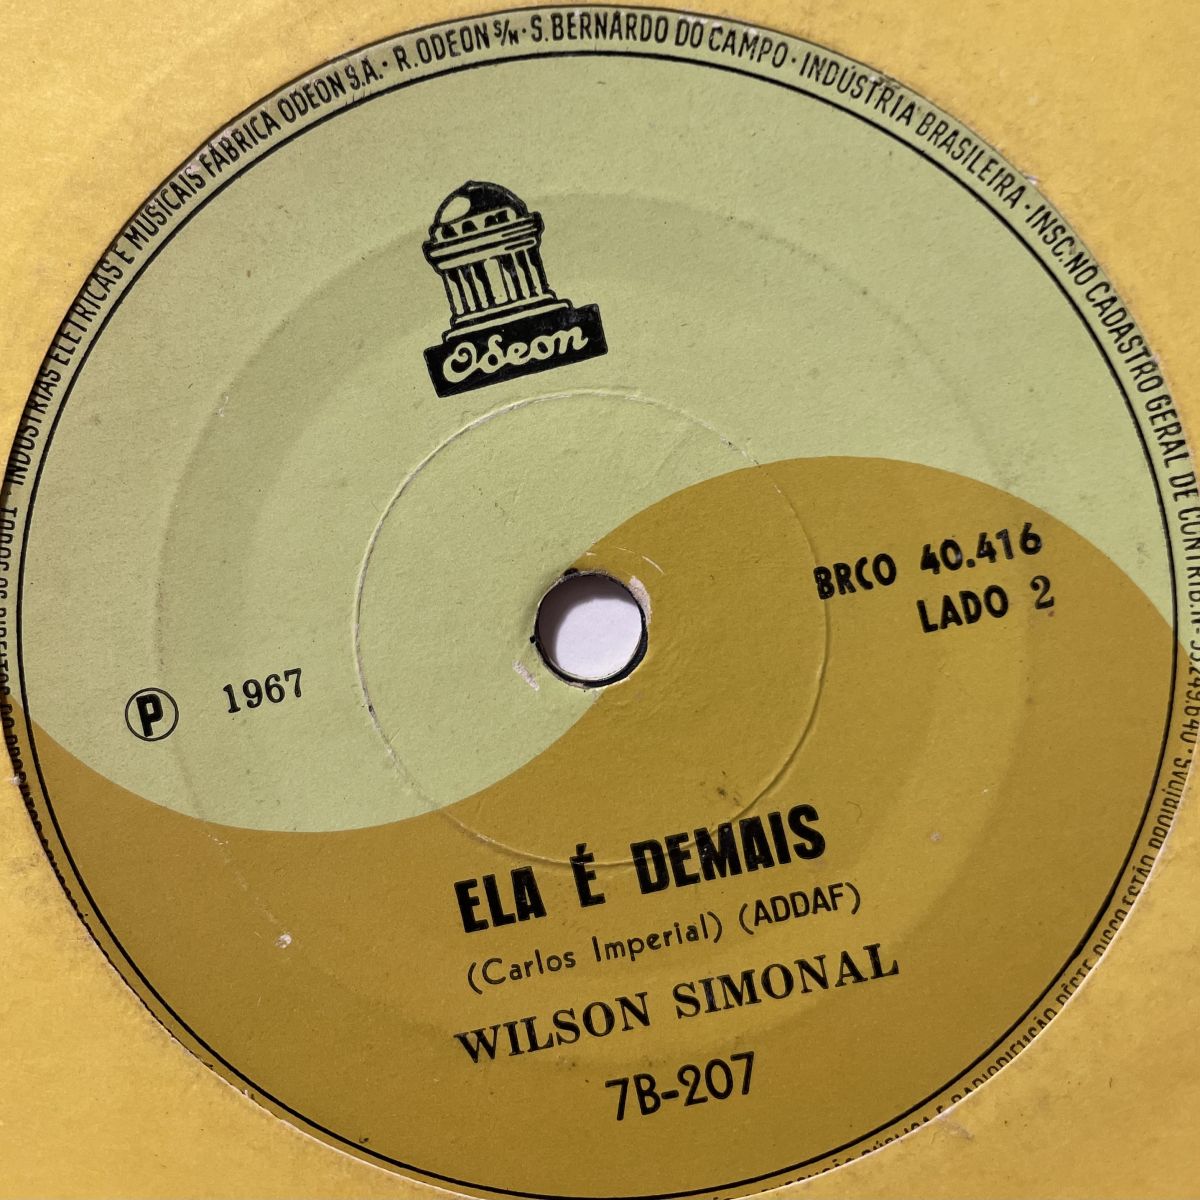 INDÚSTRIAS ELÉTRICAS E MUSICAIS FÁBRICA ODEON S.A. · R. ODEON S/N · S. BERNARDO DO CAMPO · INDÚSTRIA BRASILEIRA · INSC. NO CADASTRO GERAL DE CONTRIB. N.
Odeon
BRCO 40.416
LADO 2
P 1967
ELA É DEMAIS
(Carlos Imperial) (ADDAF)
WILSON SIMONAL
7B-207